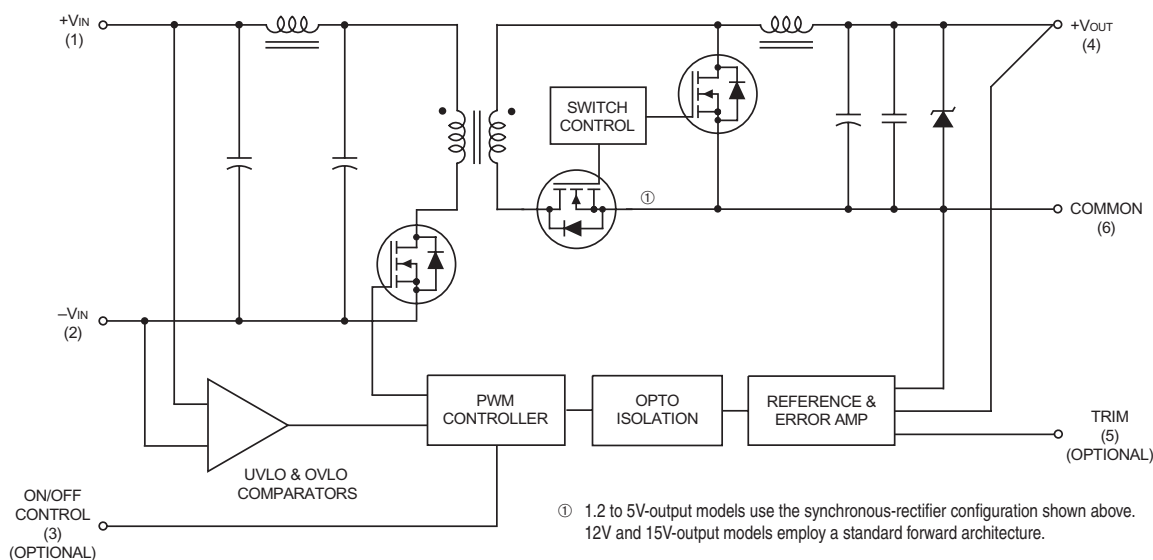 +VIN
(1)
+VOUT
(4)
SWITCH
CONTROL
①
COMMON
(6)
–VIN
(2)
PWM
CONTROLLER
OPTO
ISOLATION
REFERENCE &
ERROR AMP
TRIM
(5)
(OPTIONAL)
UVLO & OVLO
COMPARATORS
ON/OFF
CONTROL
(3)
(OPTIONAL)
① 1.2 to 5V-output models use the synchronous-rectifier configuration shown above.
12V and 15V-output models employ a standard forward architecture.